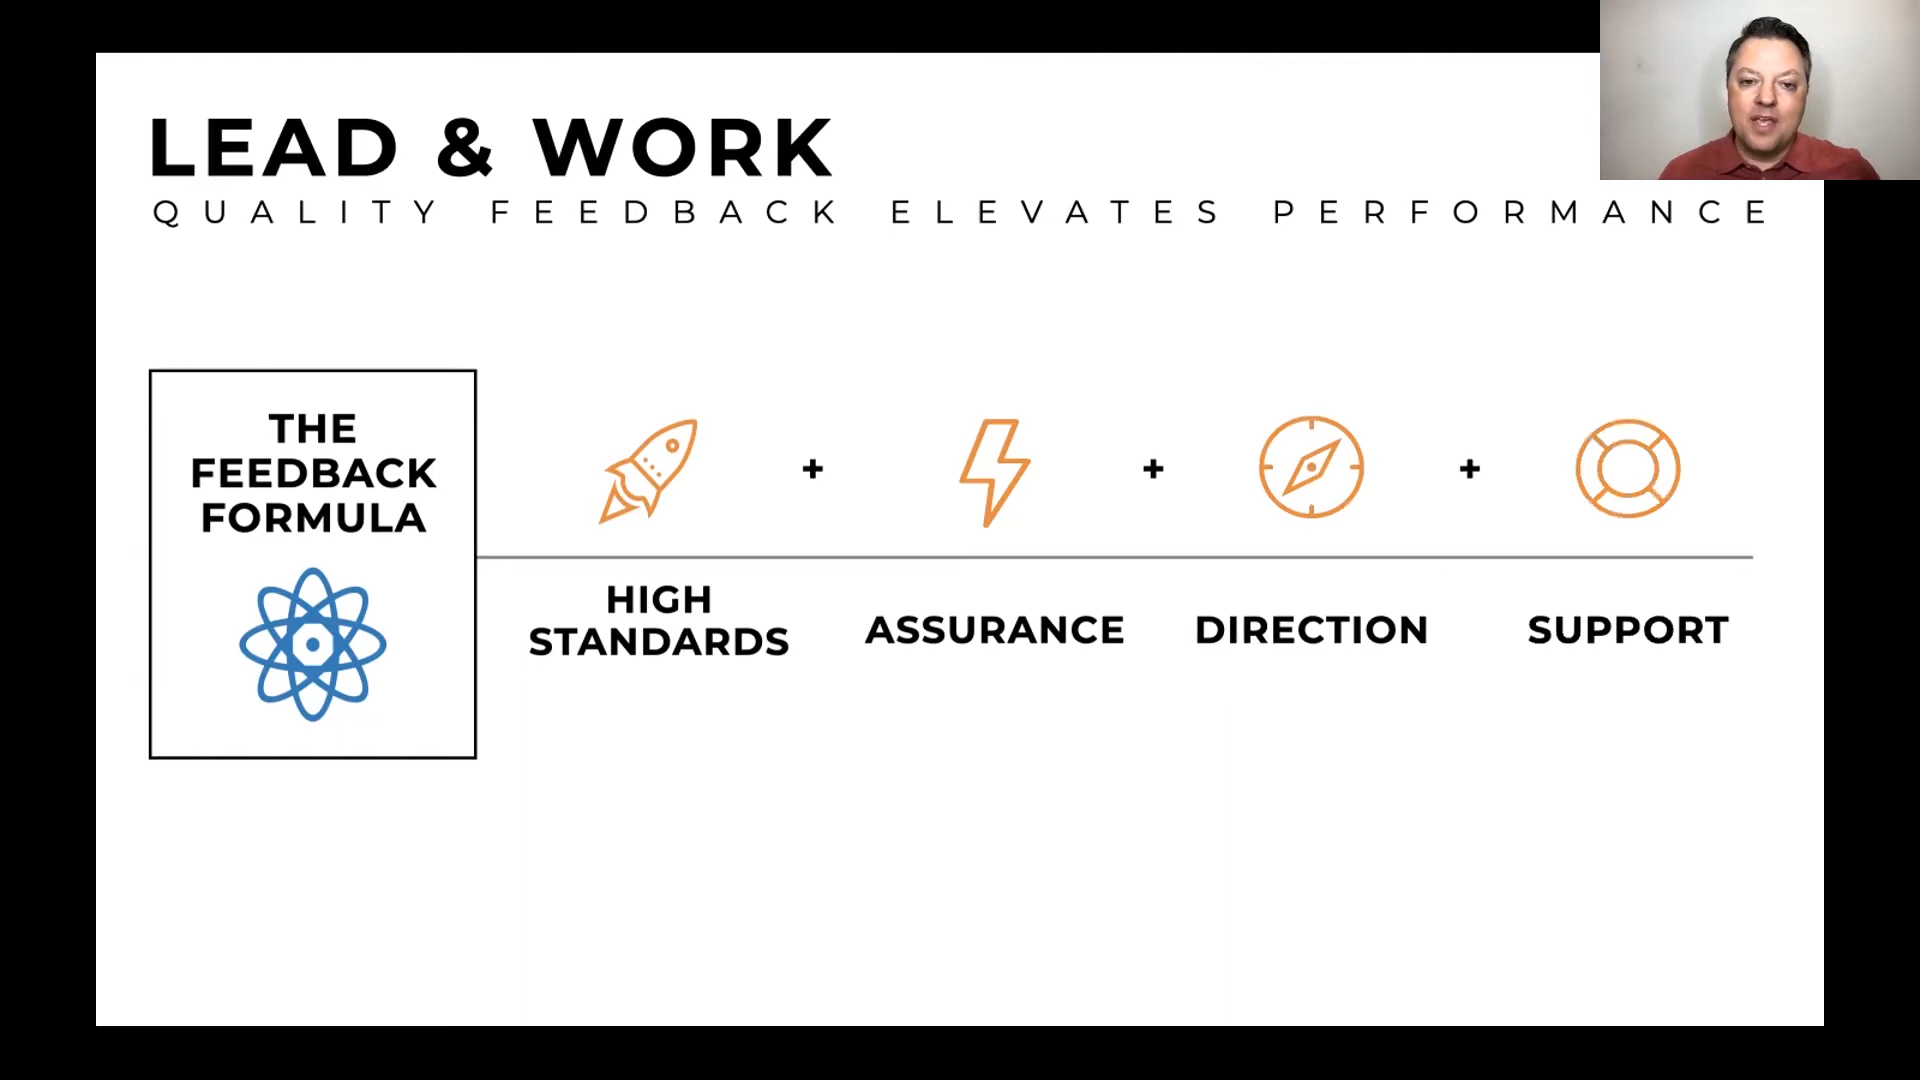 LEAD & WORK
QUALITY FEEDBACK ELEVATES PERFORMANCE
THE
FEEDBACK
FORMULA
+ + +
HIGH
STANDARDS
ASSURANCE
DIRECTION
SUPPORT